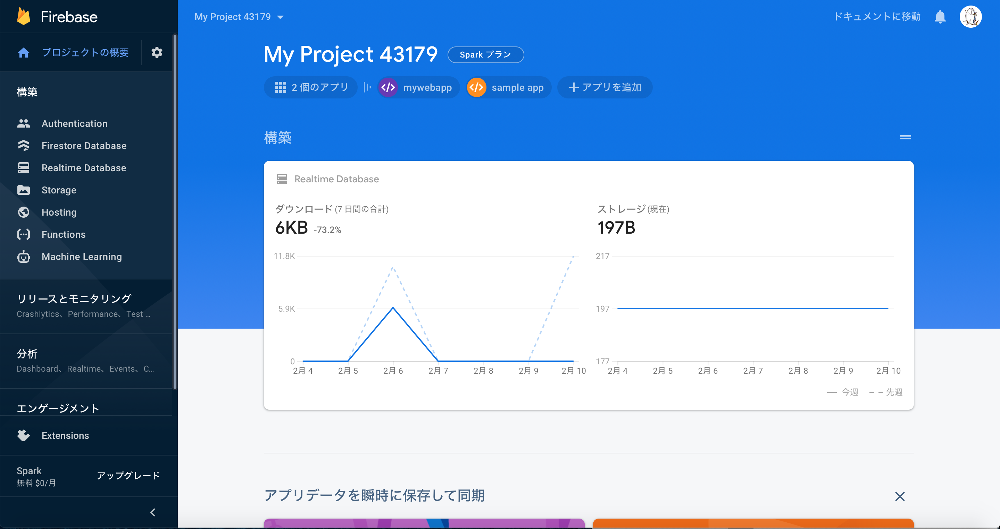 Firebase
プロジェクトの概要
構築
Authentication
Firestore Database
Realtime Database
Storage
Hosting
Functions
Machine Learning
リリースとモニタリング
Crashlytics、Performance、Test ...
分析
Dashboard、Realtime、Events、C...
エンゲージメント
Extensions
Spark
無料 $0/月
アップグレード
My Project 43179
ドキュメントに移動
My Project 43179
Spark プラン
2 個のアプリ
mywebapp
sample app
アプリを追加
構築
Realtime Database
ダウンロード (7 日間の合計)
6KB -73.2%
11.8K
5.9K
0
2月 4 2月 5 2月 6 2月 7 2月 8 2月 9 2月 10
ストレージ (現在)
197B
217
197
177
2月 4 2月 5 2月 6 2月 7 2月 8 2月 9 2月 10
今週 先週
アプリデータを瞬時に保存して同期